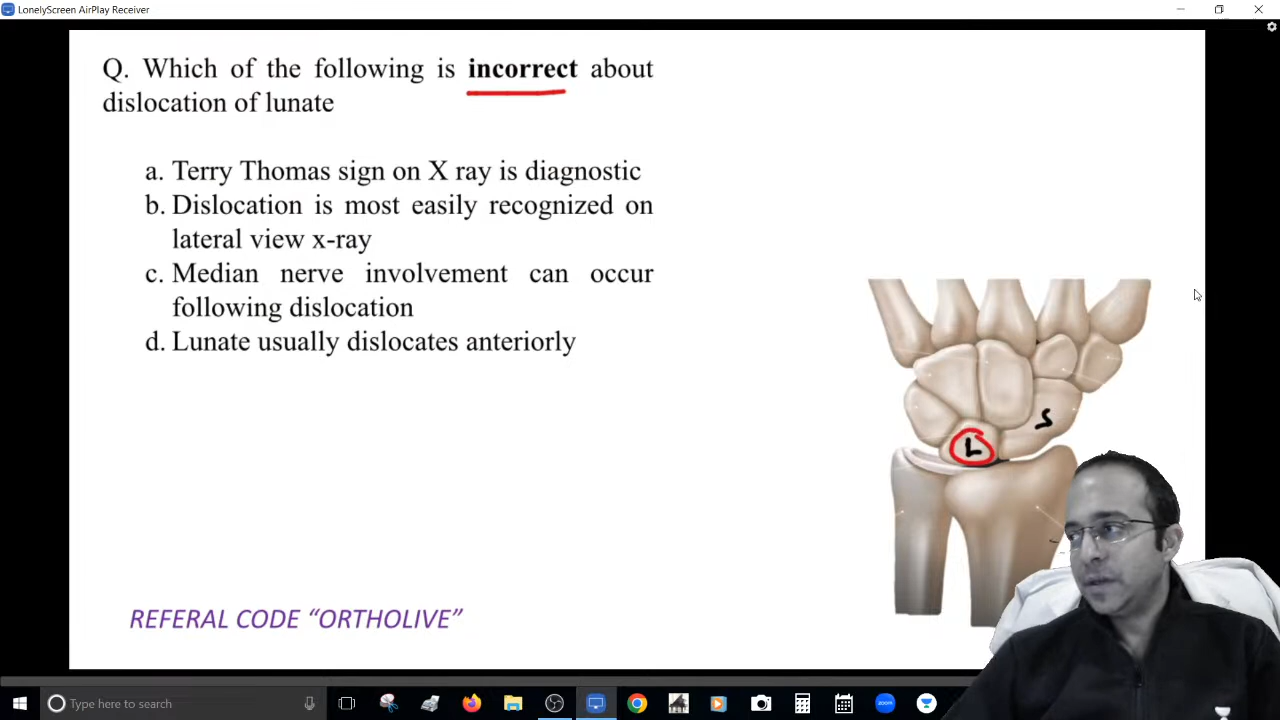 LonelyScreen AirPlay Receiver
Q. Which of the following is incorrect about
dislocation of lunate
a. Terry Thomas sign on X ray is diagnostic
b. Dislocation is most easily recognized on
lateral view x-ray
c. Median nerve involvement can occur
following dislocation
d. Lunate usually dislocates anteriorly
S
L
REFERAL CODE “ORTHOLIVE”
Type here to search
zoom